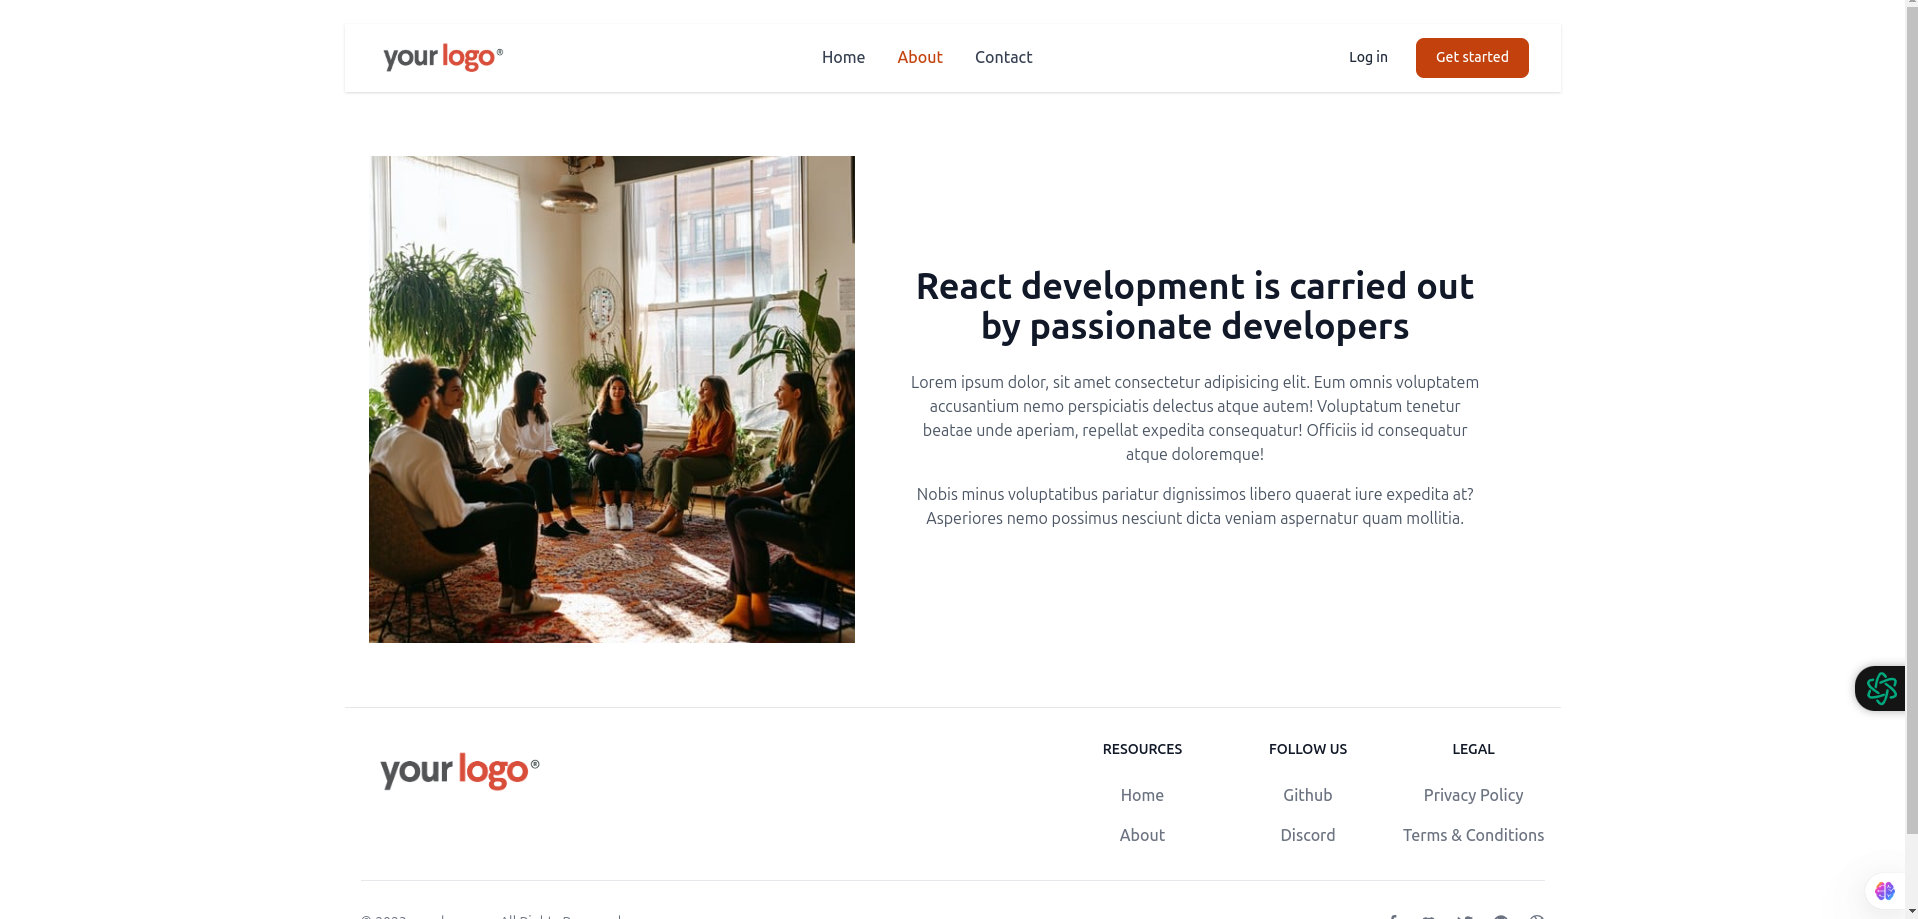 your logo®
Home
About
Contact
Log in
Get started
React development is carried out
by passionate developers
Lorem ipsum dolor, sit amet consectetur adipisicing elit. Eum omnis voluptatem
accusantium nemo perspiciatis delectus atque autem! Voluptatum tenetur
beatae unde aperiam, repellat expedita consequatur! Officiis id consequatur
atque doloremque!
Nobis minus voluptatibus pariatur dignissimos libero quaerat iure expedita at?
Asperiores nemo possimus nesciunt dicta veniam aspernatur quam mollitia.
your logo®
RESOURCES
Home
About
FOLLOW US
Github
Discord
LEGAL
Privacy Policy
Terms & Conditions